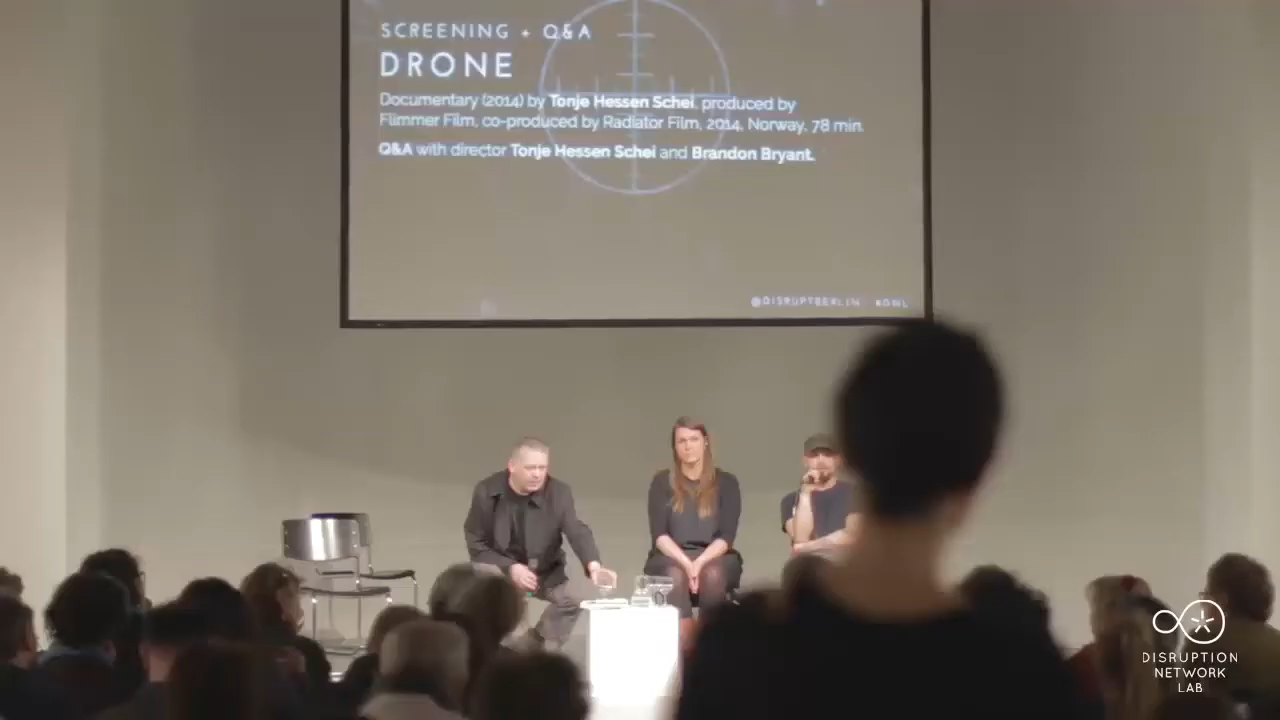 SCREENING + Q&A
DRONE
Documentary (2014) by Tonje Hessen Schei, produced by
Flimmer Film, co-produced by Radiator Film, 2014, Norway, 78 min.
Q&A with director Tonje Hessen Schei and Brandon Bryant.
@DISRUPTBERLIN #DNL
DISRUPTION
NETWORK
LAB